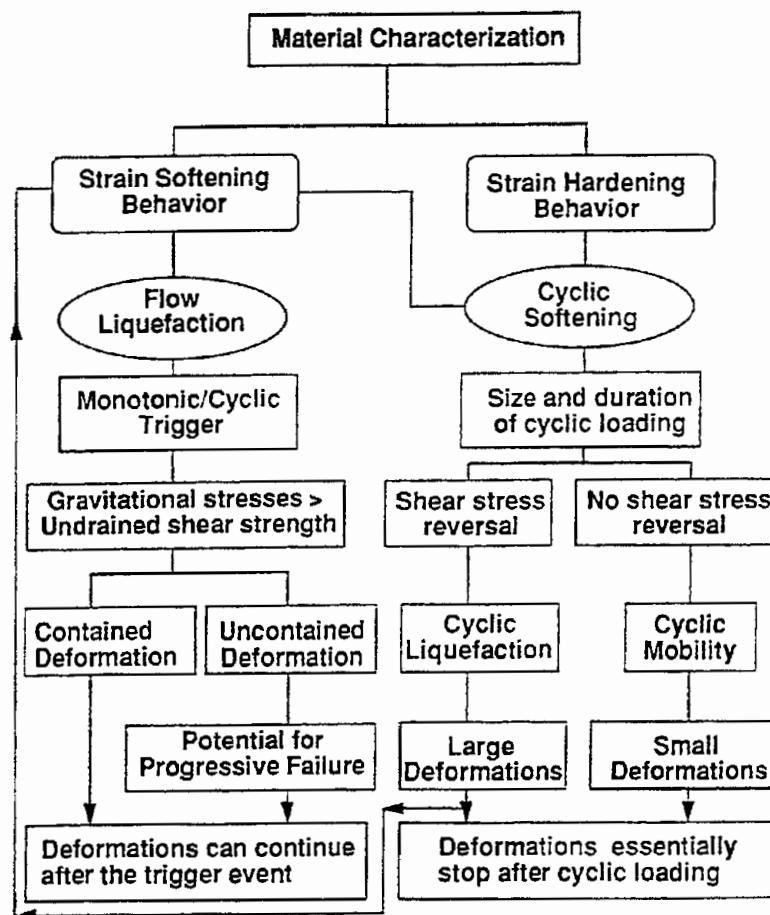 Material Characterization
Strain Softening
Behavior
Strain Hardening
Behavior
Flow
Liquefaction
Cyclic
Softening
Monotonic/Cyclic
Trigger
Size and duration
of cyclic loading
Gravitational stresses >
Undrained shear strength
Shear stress
reversal
No shear stress
reversal
Contained
Deformation
Uncontained
Deformation
Cyclic
Liquefaction
Cyclic
Mobility
Potential for
Progressive Failure
Large
Deformations
Small
Deformations
Deformations can continue
after the trigger event
Deformations essentially
stop after cyclic loading